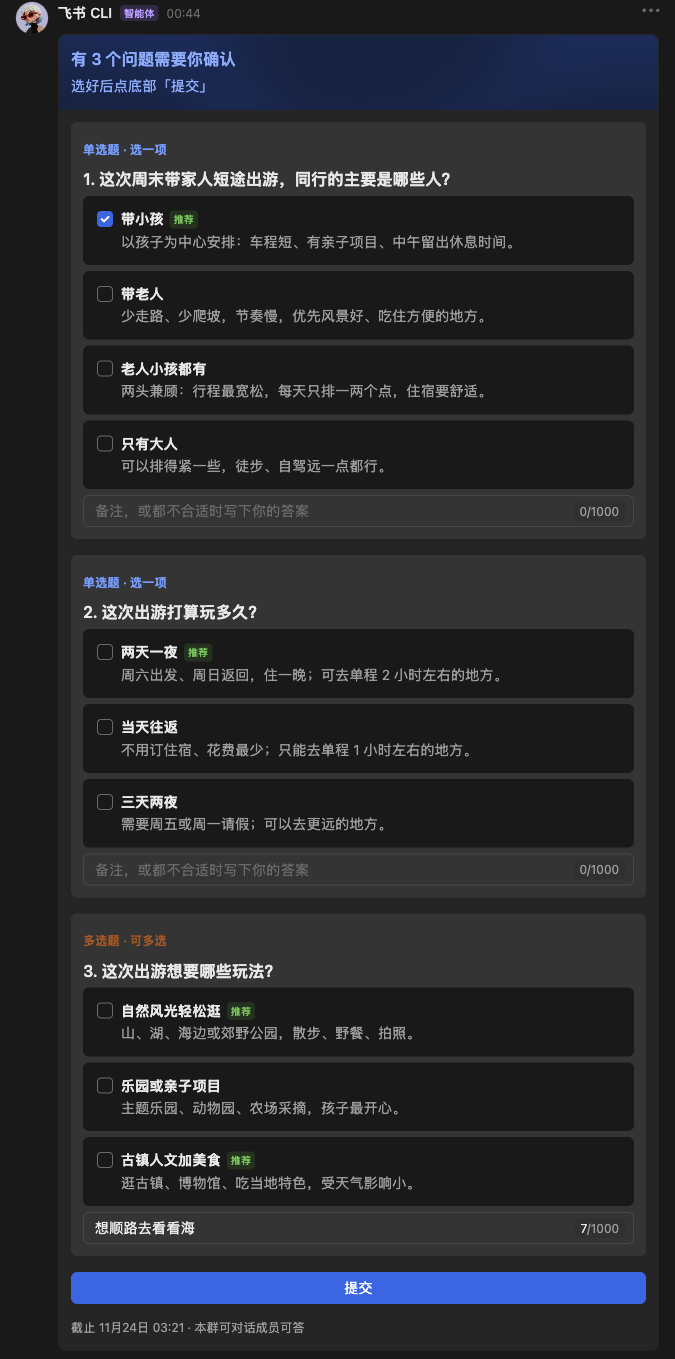 飞书 CLI 智能体 00:44
有 3 个问题需要你确认
选好后点底部「提交」
单选题 · 选一项
1. 这次周末带家人短途出游，同行的主要是哪些人？
带小孩 推荐
以孩子为中心安排：车程短、有亲子项目、中午留出休息时间。
带老人
少走路、少爬坡，节奏慢，优先风景好、吃住方便的地方。
老人小孩都有
两头兼顾：行程最宽松，每天只排一两个点，住宿要舒适。
只有大人
可以排得紧一些，徒步、自驾远一点都行。
备注，或都不合适时写下你的答案 0/1000
单选题 · 选一项
2. 这次出游打算玩多久？
两天一夜 推荐
周六出发、周日返回，住一晚；可去单程 2 小时左右的地方。
当天往返
不用订住宿、花费最少；只能去单程 1 小时左右的地方。
三天两夜
需要周五或周一请假；可以去更远的地方。
备注，或都不合适时写下你的答案 0/1000
多选题 · 可多选
3. 这次出游想要哪些玩法？
自然风光轻松逛 推荐
山、湖、海边或郊野公园，散步、野餐、拍照。
乐园或亲子项目
主题乐园、动物园、农场采摘，孩子最开心。
古镇人文加美食 推荐
逛古镇、博物馆、吃当地特色，受天气影响小。
想顺路去看看海 7/1000
提交
截止 11月24日 03:21 · 本群可对话成员可答